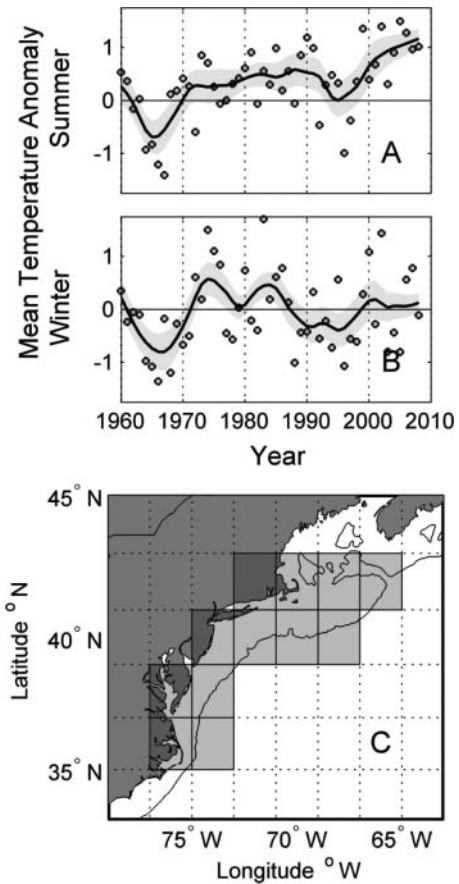 Mean Temperature Anomaly
Summer
1
0
-1
A
Winter
1
0
-1
B
1960 1970 1980 1990 2000 2010
Year
45° N
40° N
35° N
Latitude ° N
C
75° W 70° W 65° W
Longitude ° W